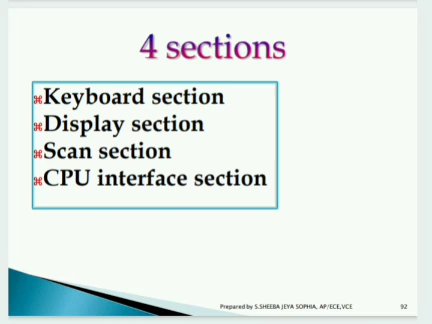 4 sections
⌘Keyboard section
⌘Display section
⌘Scan section
⌘CPU interface section
Prepared by S.SHEEBA JEYA SOPHIA, AP/ECE,VCE 92